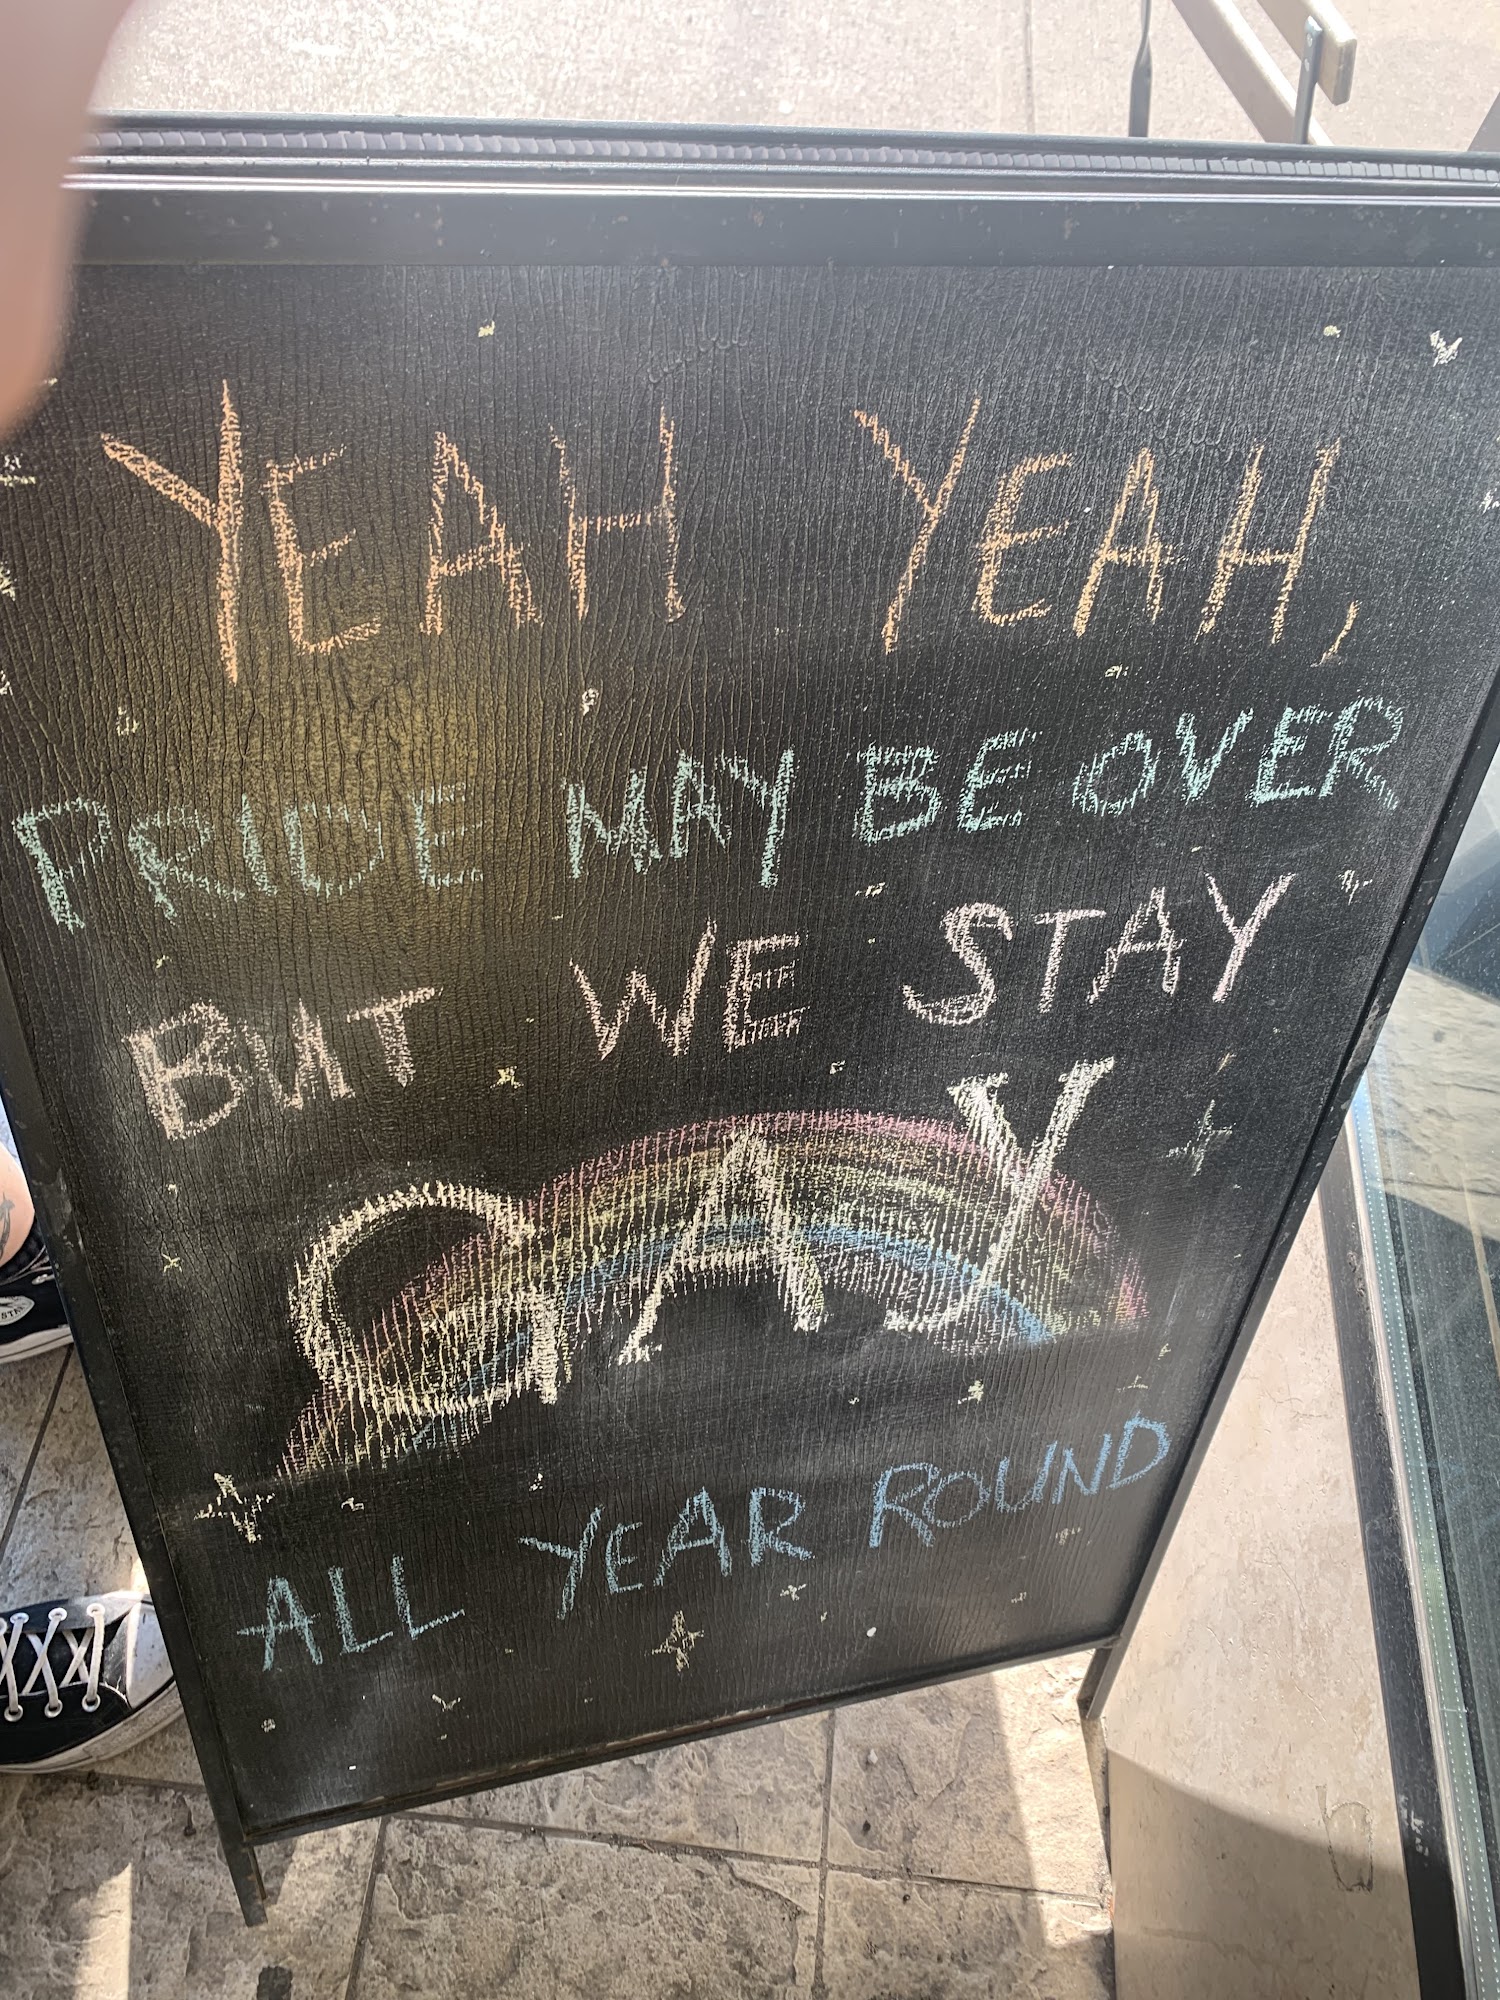 YEAH YEAH,
PRIDE MAY BE OVER
BUT WE STAY
GAY
ALL YEAR ROUND